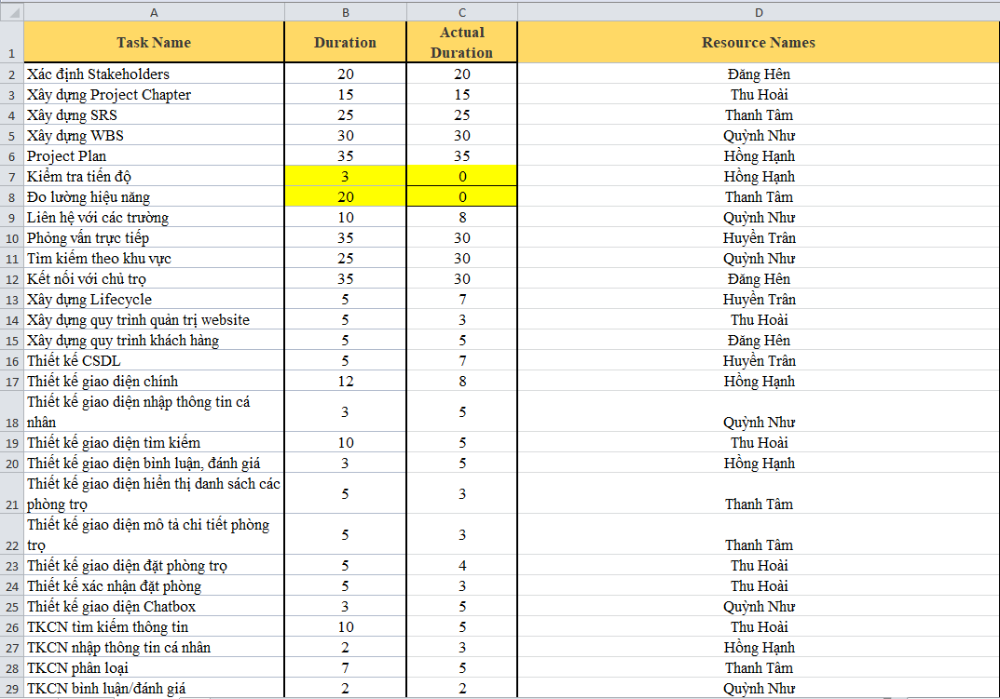 A B C D
1 Task Name Duration Actual Duration Resource Names
2 Xác định Stakeholders 20 20 Đăng Hên
3 Xây dựng Project Chapter 15 15 Thu Hoài
4 Xây dựng SRS 25 25 Thanh Tâm
5 Xây dựng WBS 30 30 Quỳnh Như
6 Project Plan 35 35 Hồng Hạnh
7 Kiểm tra tiến độ 3 0 Hồng Hạnh
8 Đo lường hiệu năng 20 0 Thanh Tâm
9 Liên hệ với các trường 10 8 Quỳnh Như
10 Phỏng vấn trực tiếp 35 30 Huyền Trân
11 Tìm kiếm theo khu vực 25 30 Quỳnh Như
12 Kết nối với chủ trọ 35 30 Đăng Hên
13 Xây dựng Lifecycle 5 7 Huyền Trân
14 Xây dựng quy trình quản trị website 5 3 Thu Hoài
15 Xây dựng quy trình khách hàng 5 5 Đăng Hên
16 Thiết kế CSDL 5 7 Huyền Trân
17 Thiết kế giao diện chính 12 8 Hồng Hạnh
18 Thiết kế giao diện nhập thông tin cá nhân 3 5 Quỳnh Như
19 Thiết kế giao diện tìm kiếm 10 5 Thu Hoài
20 Thiết kế giao diện bình luận, đánh giá 3 5 Hồng Hạnh
21 Thiết kế giao diện hiển thị danh sách các phòng trọ 5 3 Thanh Tâm
22 Thiết kế giao diện mô tả chi tiết phòng trọ 5 3 Thanh Tâm
23 Thiết kế giao diện đặt phòng trọ 5 4 Thu Hoài
24 Thiết kế xác nhận đặt phòng 5 3 Thu Hoài
25 Thiết kế giao diện Chatbox 3 5 Quỳnh Như
26 TKCN tìm kiếm thông tin 10 5 Thu Hoài
27 TKCN nhập thông tin cá nhân 2 3 Hồng Hạnh
28 TKCN phân loại 7 5 Thanh Tâm
29 TKCN bình luận/đánh giá 2 2 Quỳnh Như